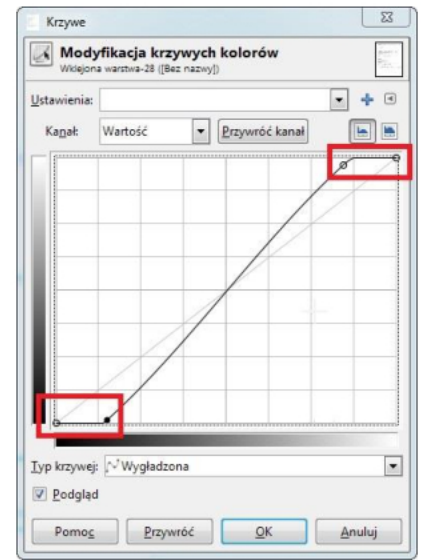 Krzywe
Modyfikacja krzywych kolorów
Wklejona warstwa-28 ([Bez nazwy])
Ustawienia:
Kanał: Wartość Przywróć kanał
Typ krzywej: Wygładzona
Podgląd
Pomoc Przywróć OK Anuluj